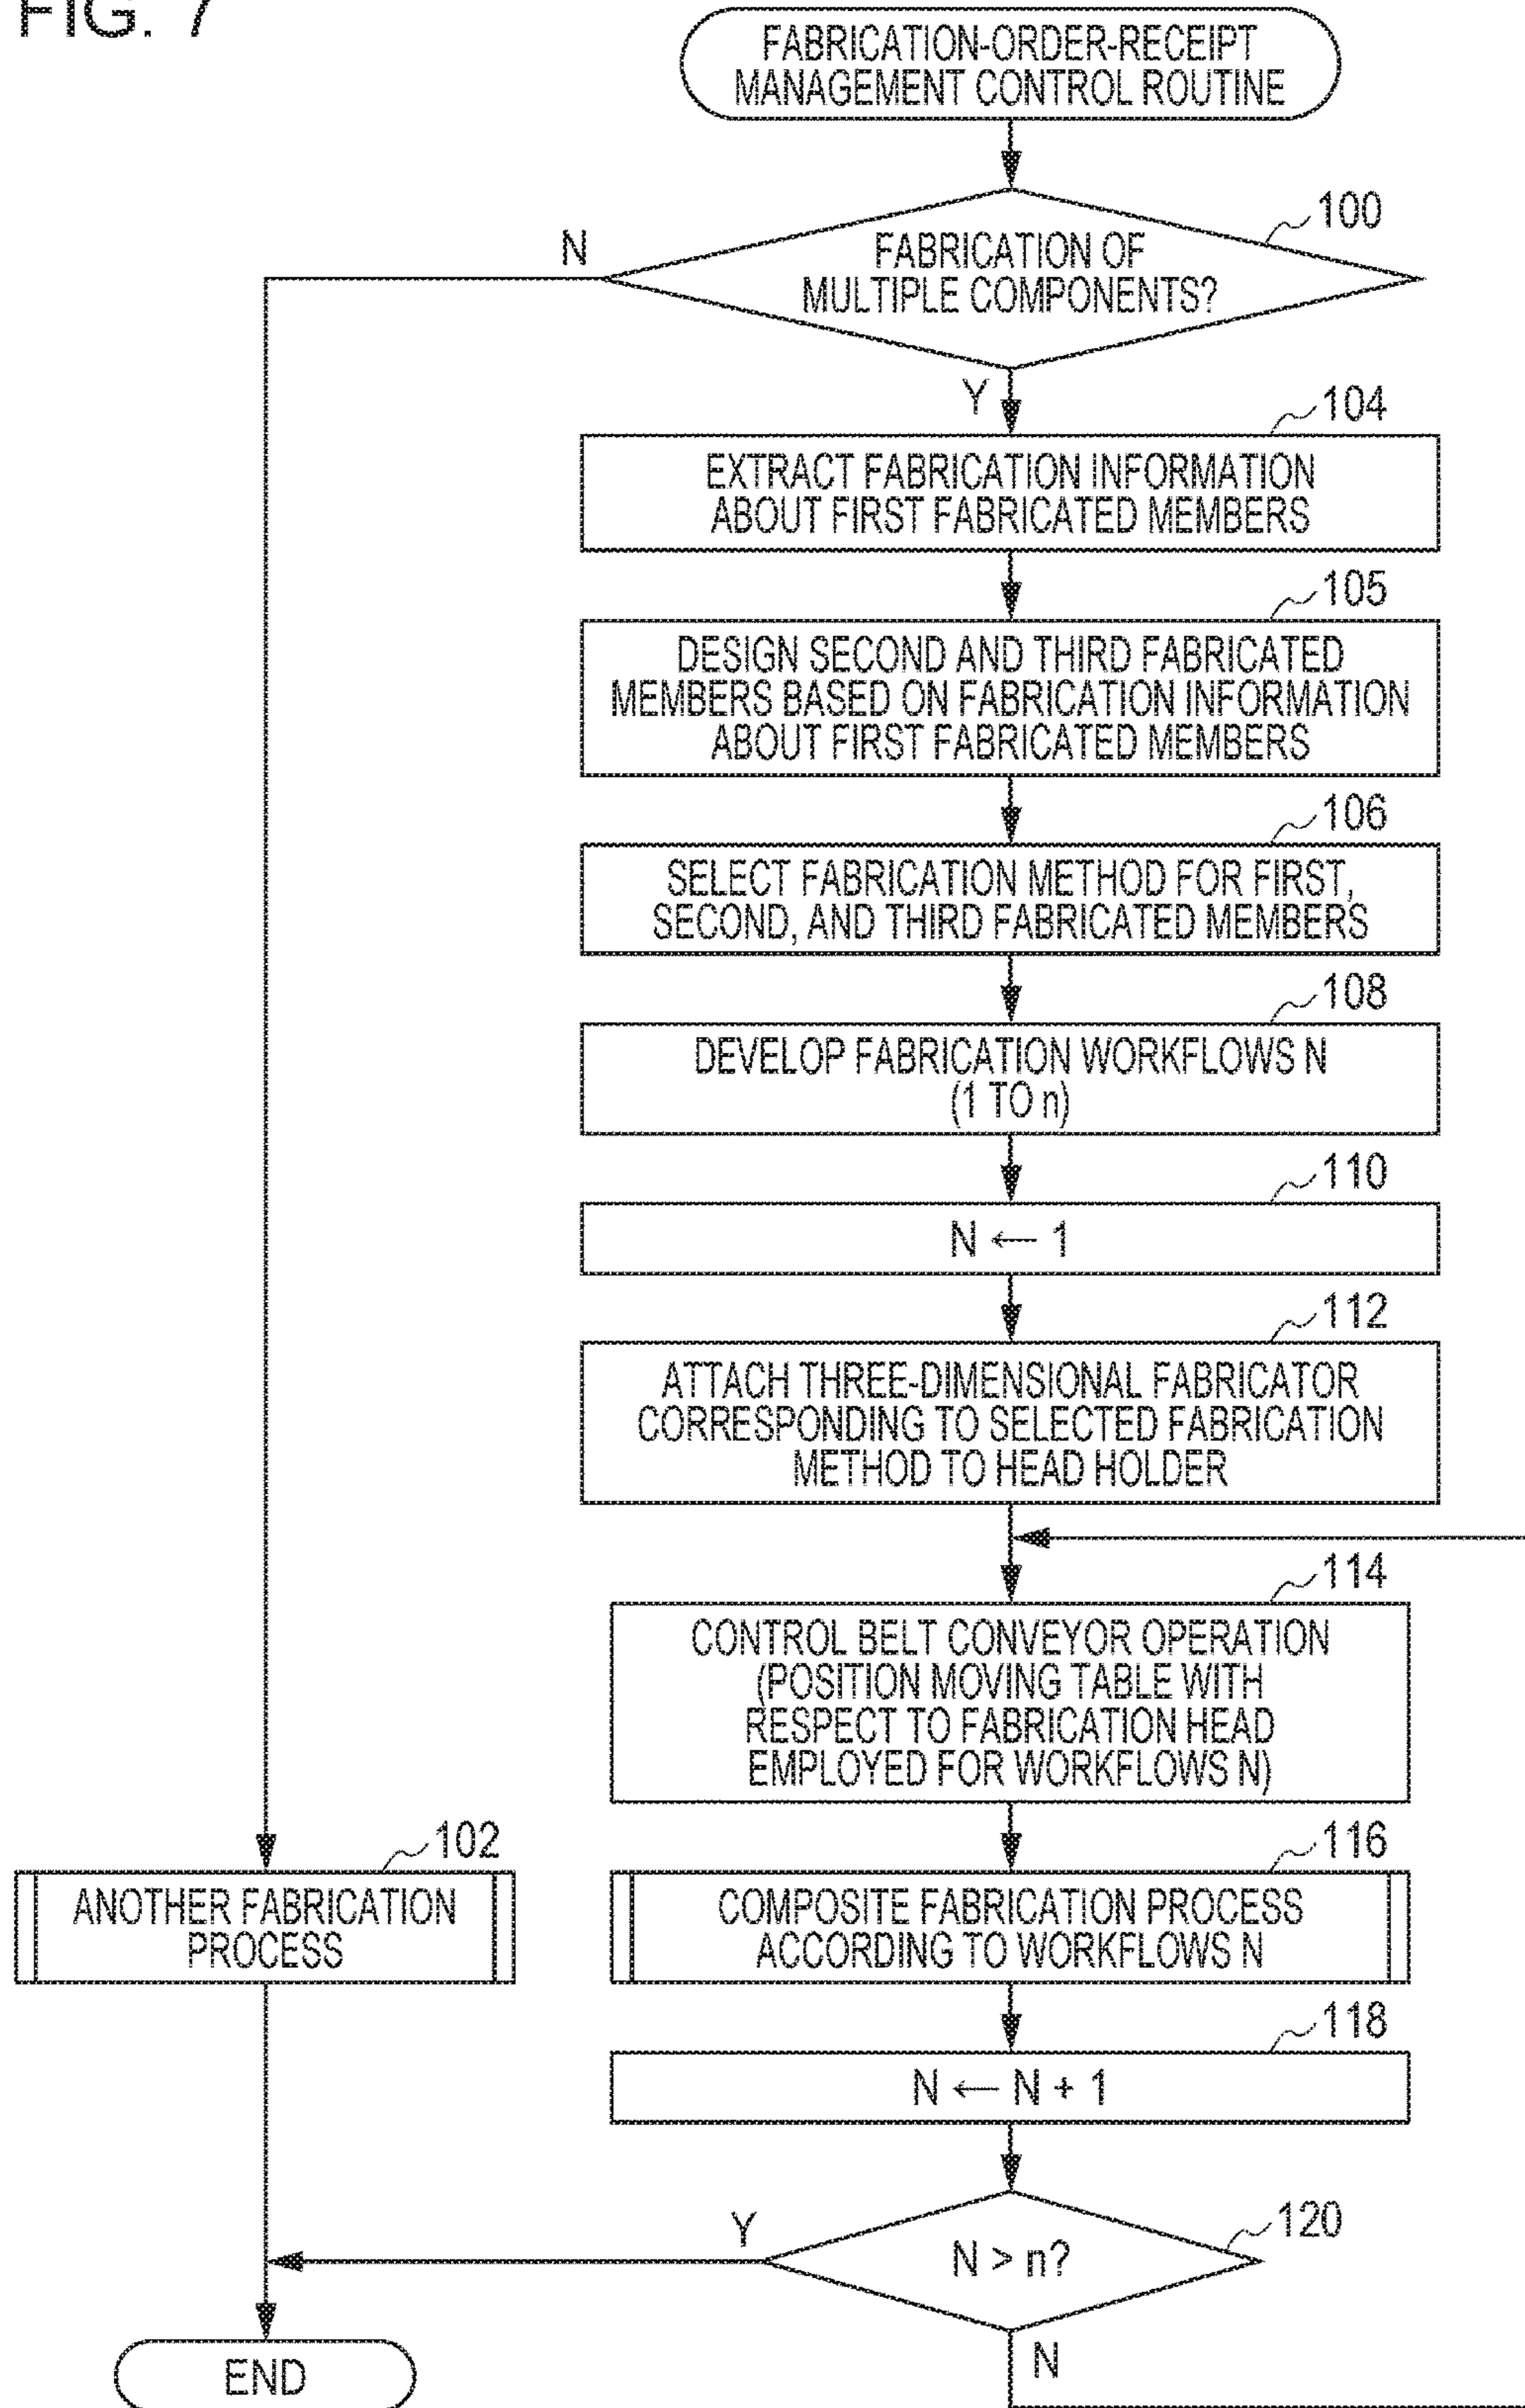 FIG. 7
FABRICATION-ORDER-RECEIPT
MANAGEMENT CONTROL ROUTINE
100
N
FABRICATION OF
MULTIPLE COMPONENTS?
Y
104
EXTRACT FABRICATION INFORMATION
ABOUT FIRST FABRICATED MEMBERS
105
DESIGN SECOND AND THIRD FABRICATED
MEMBERS BASED ON FABRICATION INFORMATION
ABOUT FIRST FABRICATED MEMBERS
106
SELECT FABRICATION METHOD FOR FIRST,
SECOND, AND THIRD FABRICATED MEMBERS
108
DEVELOP FABRICATION WORKFLOWS N
(1 TO n)
110
N ← 1
112
ATTACH THREE-DIMENSIONAL FABRICATOR
CORRESPONDING TO SELECTED FABRICATION
METHOD TO HEAD HOLDER
114
CONTROL BELT CONVEYOR OPERATION
(POSITION MOVING TABLE WITH
RESPECT TO FABRICATION HEAD
EMPLOYED FOR WORKFLOWS N)
102
ANOTHER FABRICATION
PROCESS
116
COMPOSITE FABRICATION PROCESS
ACCORDING TO WORKFLOWS N
118
N ← N + 1
120
Y
N > n?
N
END